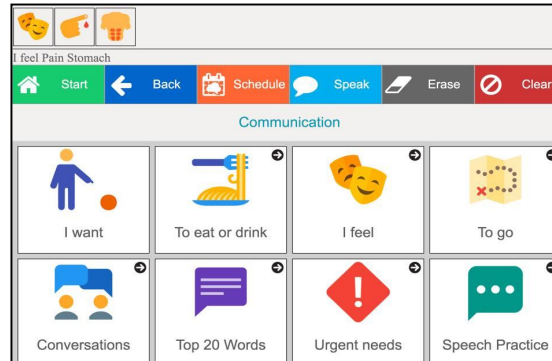 I feel Pain Stomach
Start Back Schedule Speak Erase Clear
Communication
I want To eat or drink I feel To go
Conversations Top 20 Words Urgent needs Speech Practice